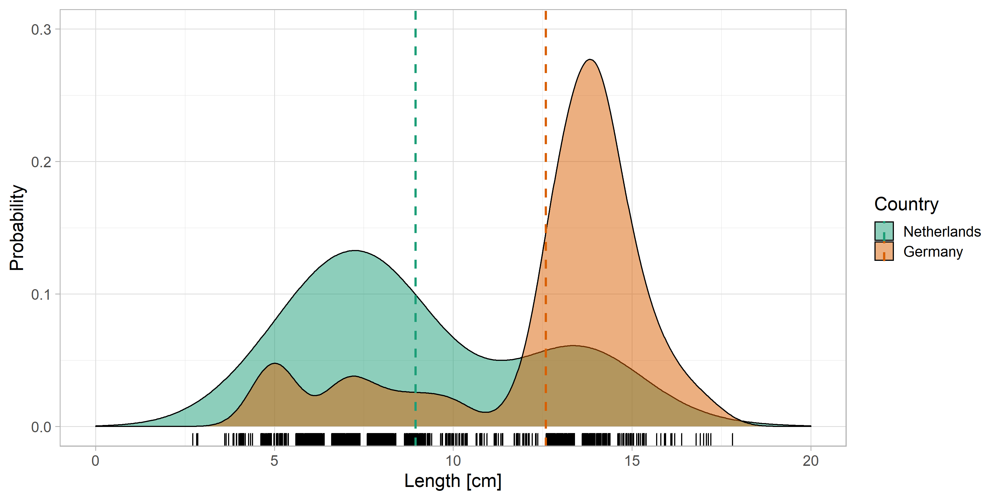 0.3
0.2
0.1
0.0
Probability
0
5
10
15
20
Length [cm]
Country
Netherlands
Germany